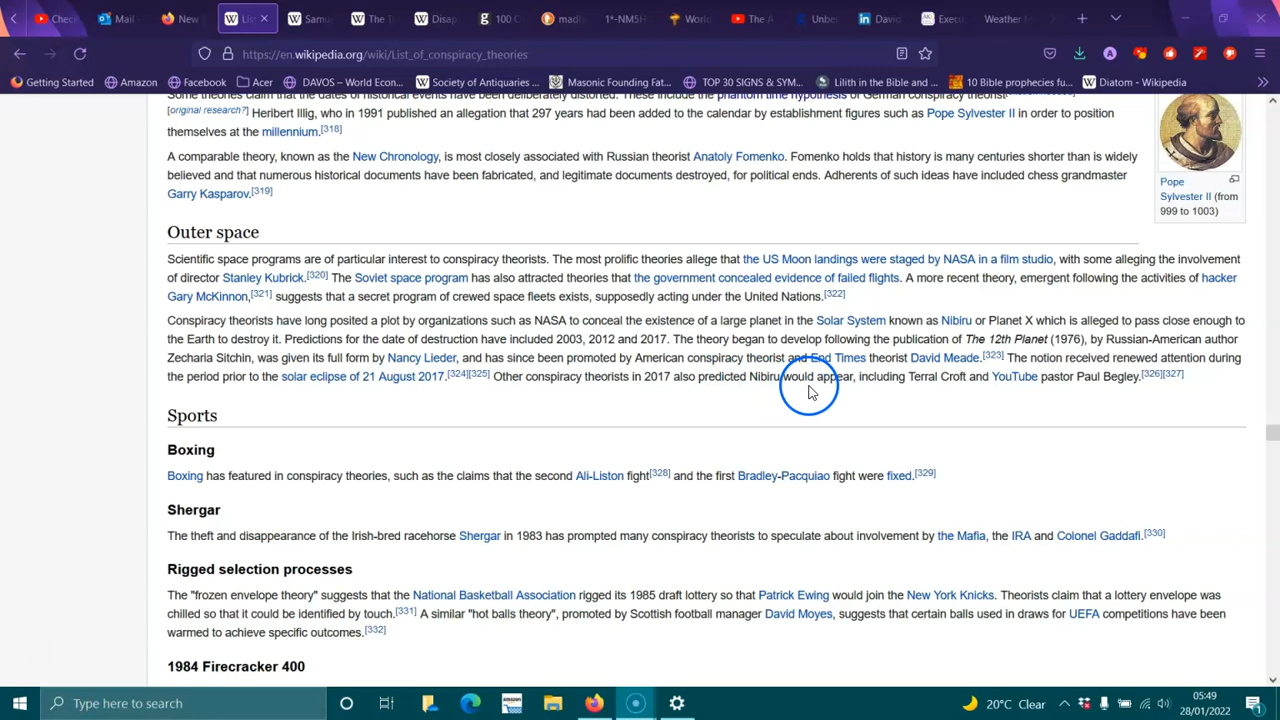 Mail
New
Li
Samu
The T
Disap
100 C
madl
1*-NM5H
World
The A
Unbes
David
Execu
Weather M
https://en.wikipedia.org/wiki/List_of_conspiracy_theories
Getting Started
Amazon
Facebook
Acer
DAVOS – World Econ...
Society of Antiquaries ...
Masonic Founding Fat...
TOP 30 SIGNS & SYM...
Lilith in the Bible and ...
10 Bible prophecies fu...
Diatom - Wikipedia
Some theories claim that the dates of historical events have been deliberately distorted. These include the phantom time hypothesis of German conspiracy theorist
[original research?] Heribert Illig, who in 1991 published an allegation that 297 years had been added to the calendar by establishment figures such as Pope Sylvester II in order to position
themselves at the millennium.[318]
A comparable theory, known as the New Chronology, is most closely associated with Russian theorist Anatoly Fomenko. Fomenko holds that history is many centuries shorter than is widely
believed and that numerous historical documents have been fabricated, and legitimate documents destroyed, for political ends. Adherents of such ideas have included chess grandmaster
Garry Kasparov.[319]
Pope
Sylvester II (from
999 to 1003)
Outer space
Scientific space programs are of particular interest to conspiracy theorists. The most prolific theories allege that the US Moon landings were staged by NASA in a film studio, with some alleging the involvement
of director Stanley Kubrick.[320] The Soviet space program has also attracted theories that the government concealed evidence of failed flights. A more recent theory, emergent following the activities of hacker
Gary McKinnon,[321] suggests that a secret program of crewed space fleets exists, supposedly acting under the United Nations.[322]
Conspiracy theorists have long posited a plot by organizations such as NASA to conceal the existence of a large planet in the Solar System known as Nibiru or Planet X which is alleged to pass close enough to
the Earth to destroy it. Predictions for the date of destruction have included 2003, 2012 and 2017. The theory began to develop following the publication of The 12th Planet (1976), by Russian-American author
Zecharia Sitchin, was given its full form by Nancy Lieder, and has since been promoted by American conspiracy theorist and End Times theorist David Meade.[323] The notion received renewed attention during
the period prior to the solar eclipse of 21 August 2017.[324][325] Other conspiracy theorists in 2017 also predicted Nibiru would appear, including Terral Croft and YouTube pastor Paul Begley.[326][327]
Sports
Boxing
Boxing has featured in conspiracy theories, such as the claims that the second Ali-Liston fight[328] and the first Bradley-Pacquiao fight were fixed.[329]
Shergar
The theft and disappearance of the Irish-bred racehorse Shergar in 1983 has prompted many conspiracy theorists to speculate about involvement by the Mafia, the IRA and Colonel Gaddafi.[330]
Rigged selection processes
The "frozen envelope theory" suggests that the National Basketball Association rigged its 1985 draft lottery so that Patrick Ewing would join the New York Knicks. Theorists claim that a lottery envelope was
chilled so that it could be identified by touch.[331] A similar "hot balls theory", promoted by Scottish football manager David Moyes, suggests that certain balls used in draws for UEFA competitions have been
warmed to achieve specific outcomes.[332]
1984 Firecracker 400
Type here to search
20°C Clear
05:49
28/01/2022